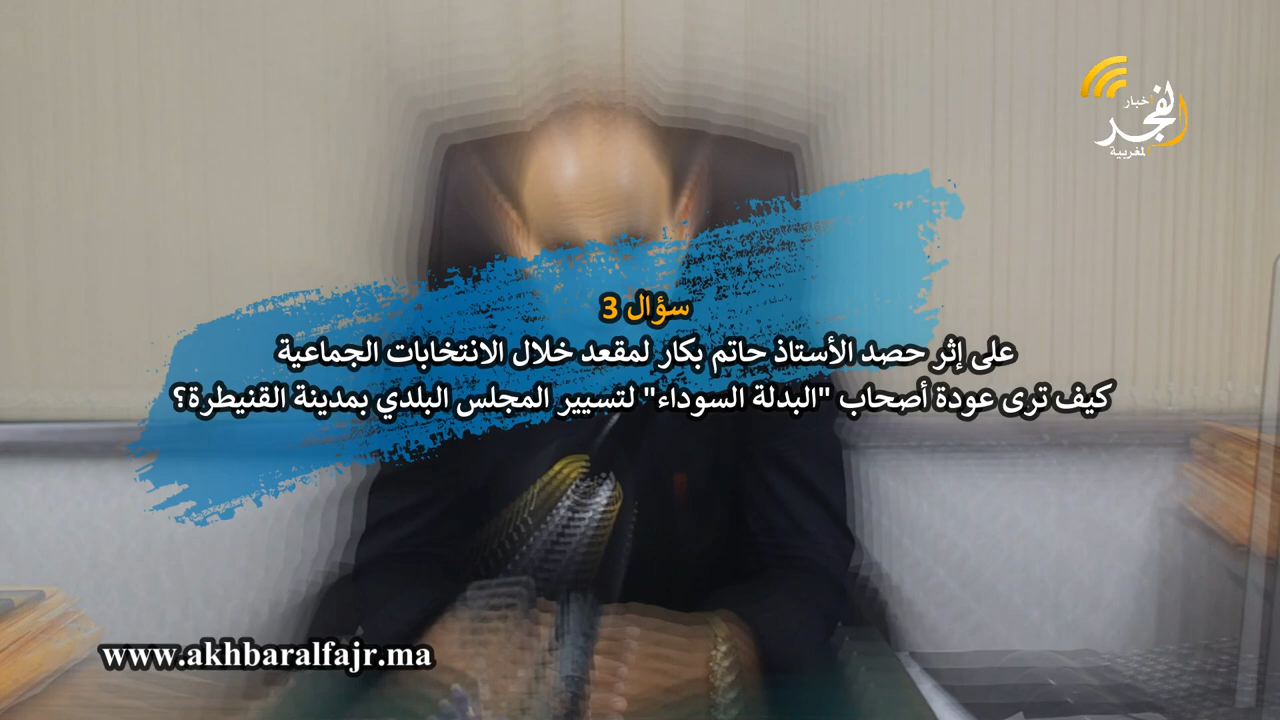 اخبار
الفجر
المغربية
سؤال 3
على إثر حصد الأستاذ حاتم بكار لمقعد خلال الانتخابات الجماعية
كيف ترى عودة أصحاب "البدلة السوداء" لتسيير المجلس البلدي بمدينة القنيطرة؟
www.akhbaralfajr.ma